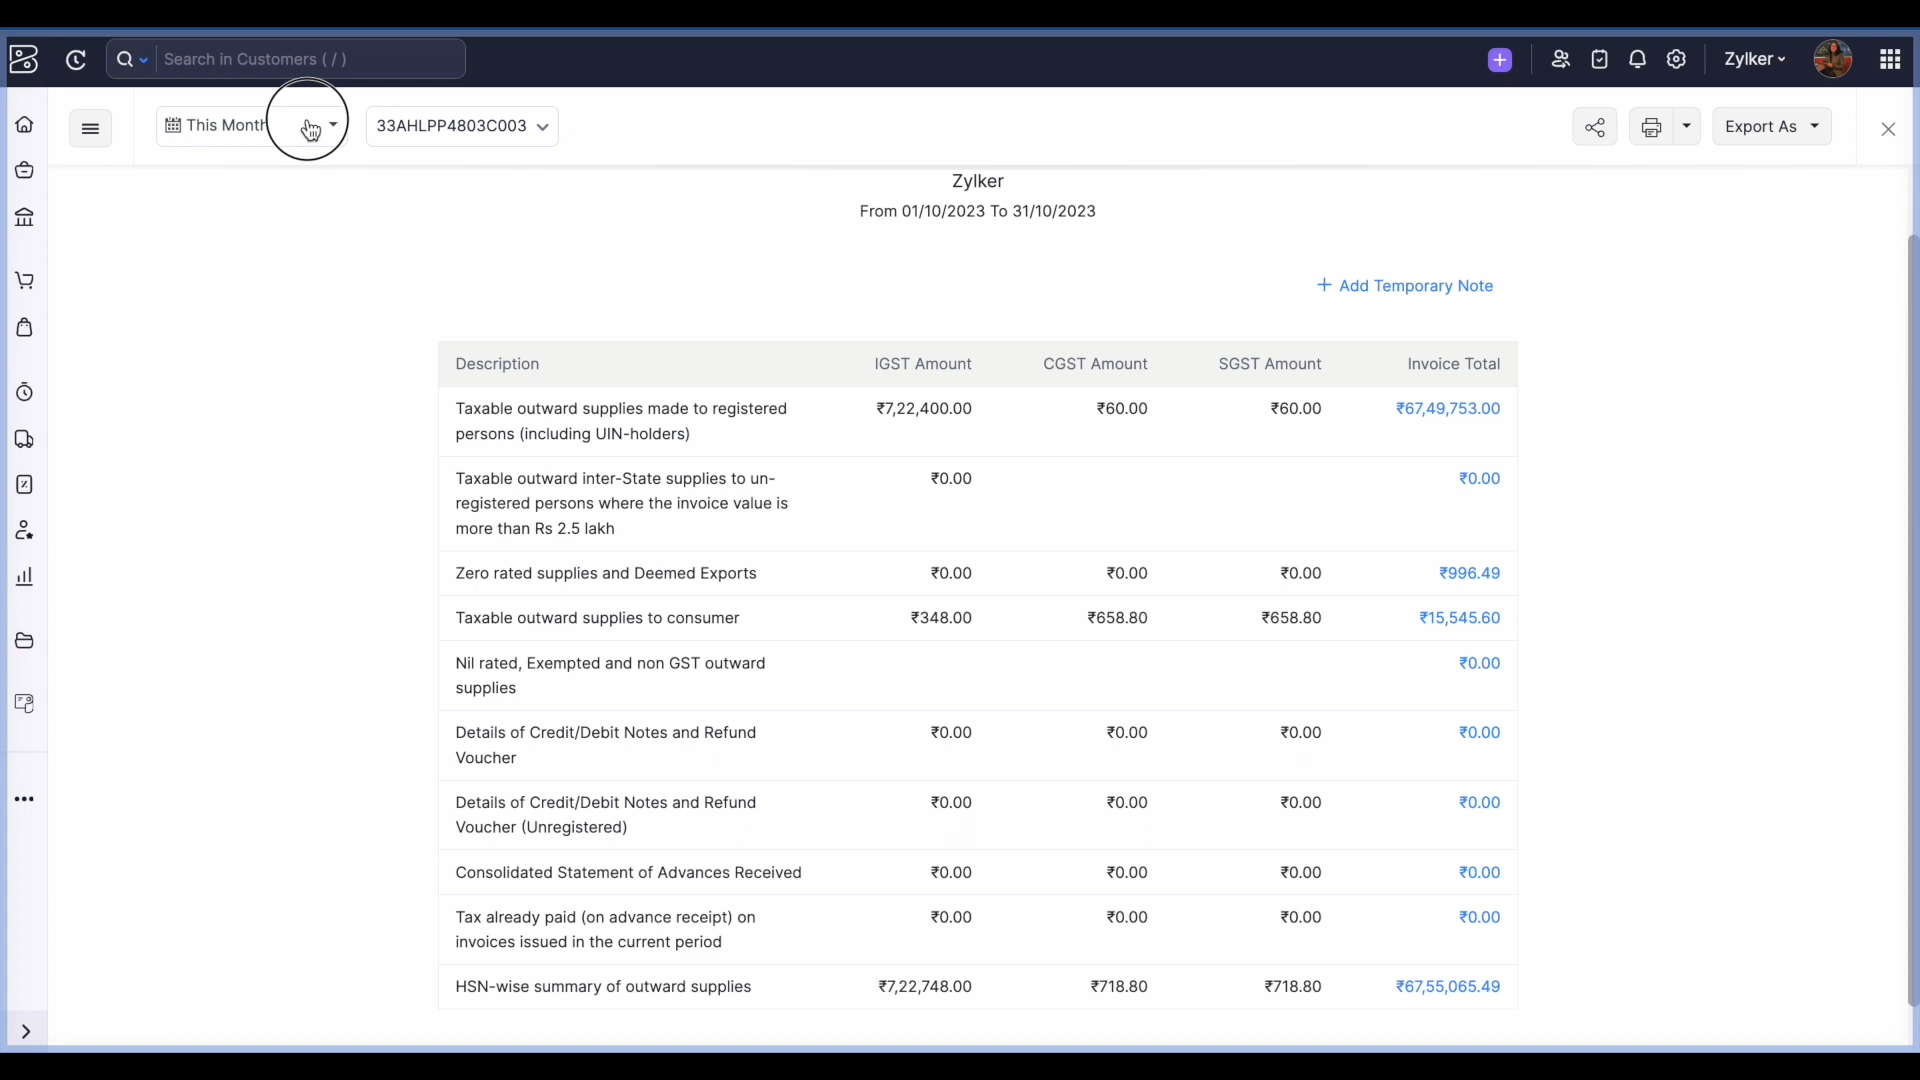 Search in Customers ( / )
Zylker
This Month
33AHLPP4803C003
Export As
Zylker
From 01/10/2023 To 31/10/2023
+ Add Temporary Note
Description IGST Amount CGST Amount SGST Amount Invoice Total
Taxable outward supplies made to registered ₹7,22,400.00 ₹60.00 ₹60.00 ₹67,49,753.00
persons (including UIN-holders)
Taxable outward inter-State supplies to un- ₹0.00 ₹0.00
registered persons where the invoice value is
more than Rs 2.5 lakh
Zero rated supplies and Deemed Exports ₹0.00 ₹0.00 ₹0.00 ₹996.49
Taxable outward supplies to consumer ₹348.00 ₹658.80 ₹658.80 ₹15,545.60
Nil rated, Exempted and non GST outward ₹0.00
supplies
Details of Credit/Debit Notes and Refund ₹0.00 ₹0.00 ₹0.00 ₹0.00
Voucher
Details of Credit/Debit Notes and Refund ₹0.00 ₹0.00 ₹0.00 ₹0.00
Voucher (Unregistered)
Consolidated Statement of Advances Received ₹0.00 ₹0.00 ₹0.00 ₹0.00
Tax already paid (on advance receipt) on ₹0.00 ₹0.00 ₹0.00 ₹0.00
invoices issued in the current period
HSN-wise summary of outward supplies ₹7,22,748.00 ₹718.80 ₹718.80 ₹67,55,065.49